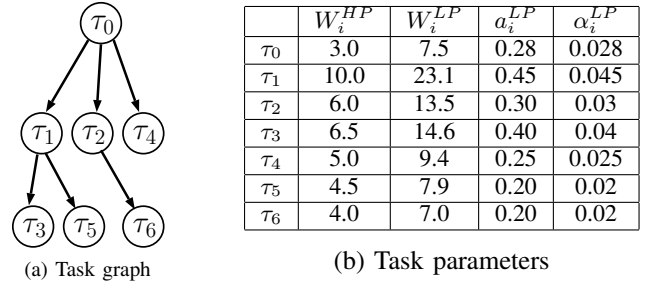 τ0
τ1 τ2 τ4
τ3 τ5 τ6
(a) Task graph
W_i^{HP} W_i^{LP} a_i^{LP} α_i^{LP}
τ0 3.0 7.5 0.28 0.028
τ1 10.0 23.1 0.45 0.045
τ2 6.0 13.5 0.30 0.03
τ3 6.5 14.6 0.40 0.04
τ4 5.0 9.4 0.25 0.025
τ5 4.5 7.9 0.20 0.02
τ6 4.0 7.0 0.20 0.02
(b) Task parameters